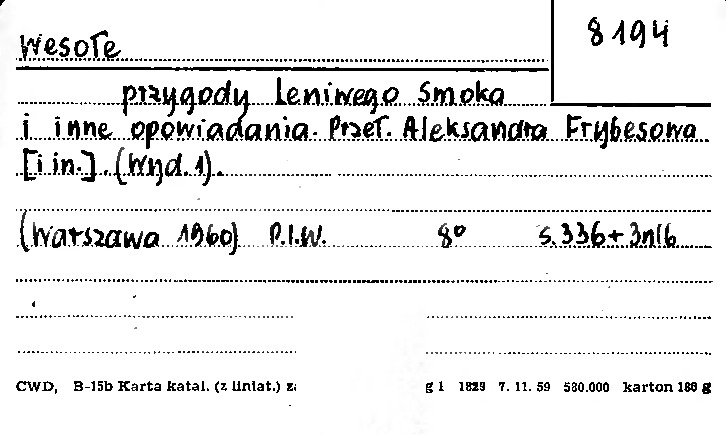 8194
Wesołe
przygody Leniwego Smoka
i inne opowiadania. Przeł. Aleksandra Frybesowa
[i in.]. (Wyd. 1).
(Warszawa 1960) P.I.W. 8° s. 336 + 3nlb
CWD, B-15b Karta katal. (z liniat.) g 1 1829 7. 11. 59 580.000 karton 180 g